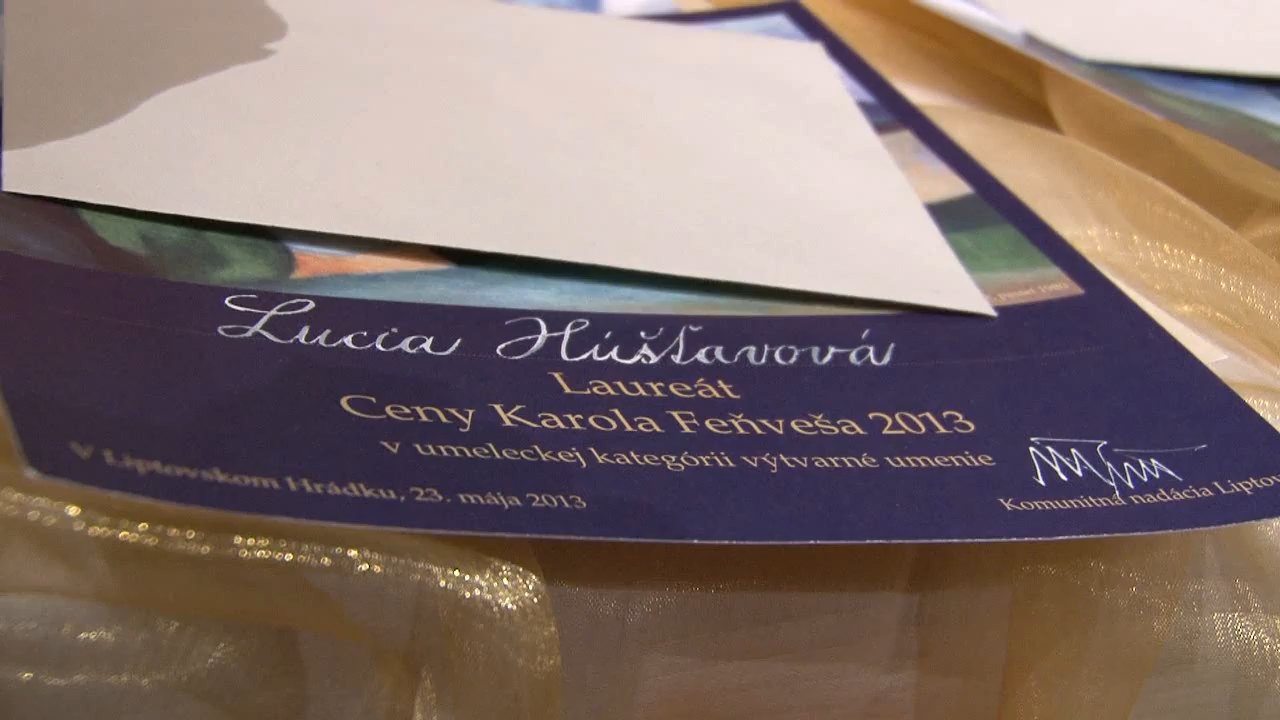 Lucia Húšťavová
Laureát
Ceny Karola Feňveša 2013
v umeleckej kategórii výtvarné umenie
V Liptovskom Hrádku, 23. mája 2013
Komunitná nadácia Liptov